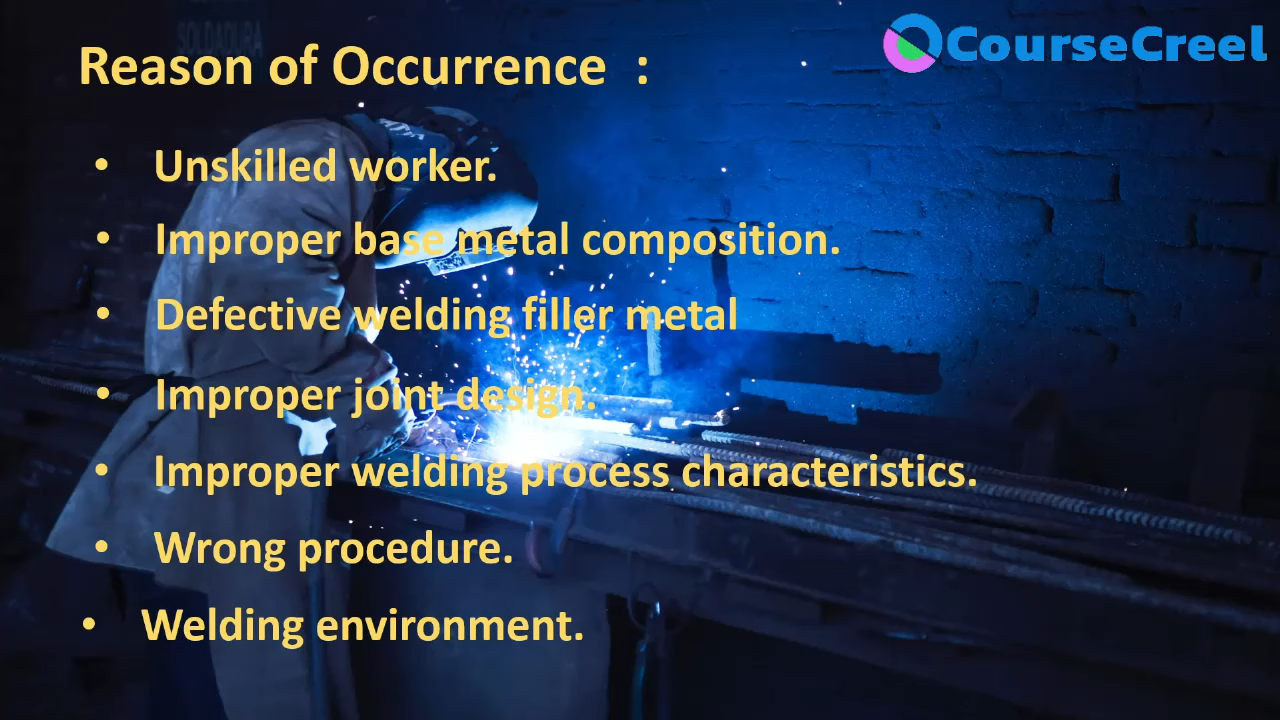 SOLDADURA
CourseCreel
Reason of Occurrence :
• Unskilled worker.
• Improper base metal composition.
• Defective welding filler metal
• Improper joint design.
• Improper welding process characteristics.
• Wrong procedure.
• Welding environment.